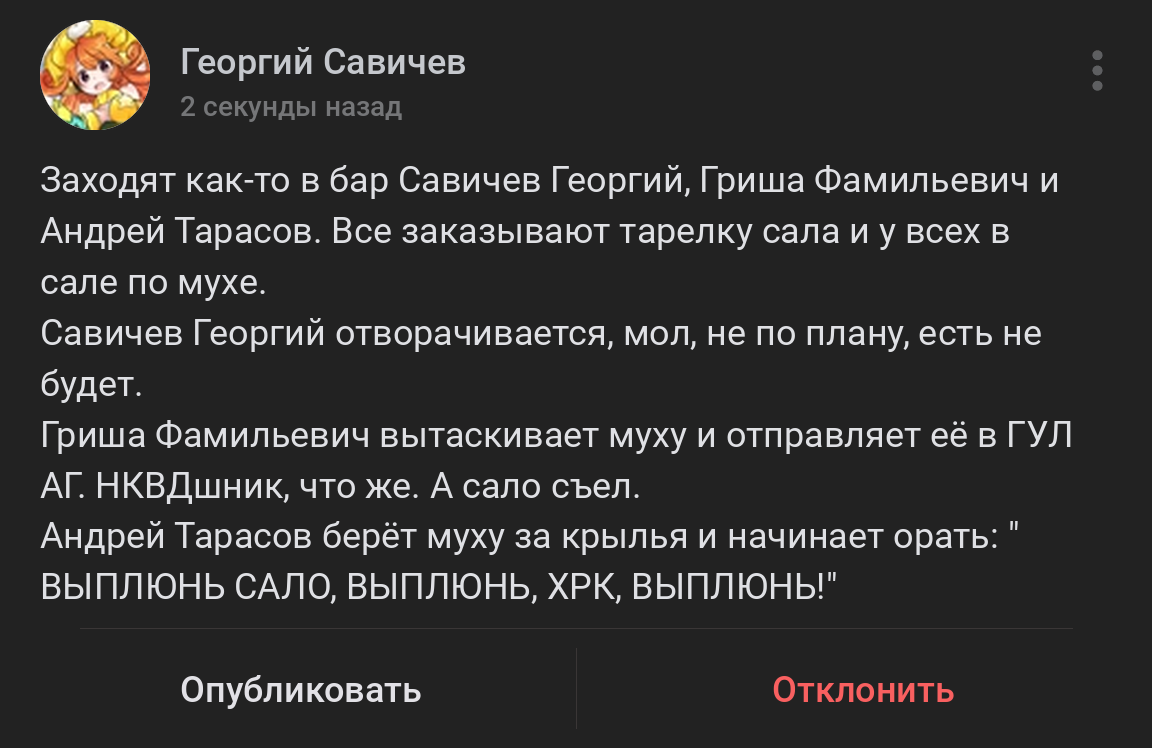 Георгий Савичев
2 секунды назад
Заходят как-то в бар Савичев Георгий, Гриша Фамильевич и
Андрей Тарасов. Все заказывают тарелку сала и у всех в
сале по мухе.
Савичев Георгий отворачивается, мол, не по плану, есть не
будет.
Гриша Фамильевич вытаскивает муху и отправляет её в ГУЛ
АГ. НКВДшник, что же. А сало съел.
Андрей Тарасов берёт муху за крылья и начинает орать: "
ВЫПЛЮНЬ САЛО, ВЫПЛЮНЬ, ХРК, ВЫПЛЮНЬ!"
Опубликовать
Отклонить